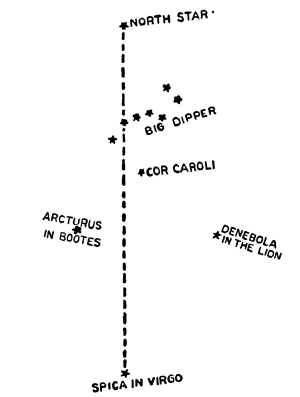 NORTH STAR
BIG DIPPER
COR CAROLI
ARCTURUS
IN BOOTES
DENEBOLA
IN THE LION
SPICA IN VIRGO